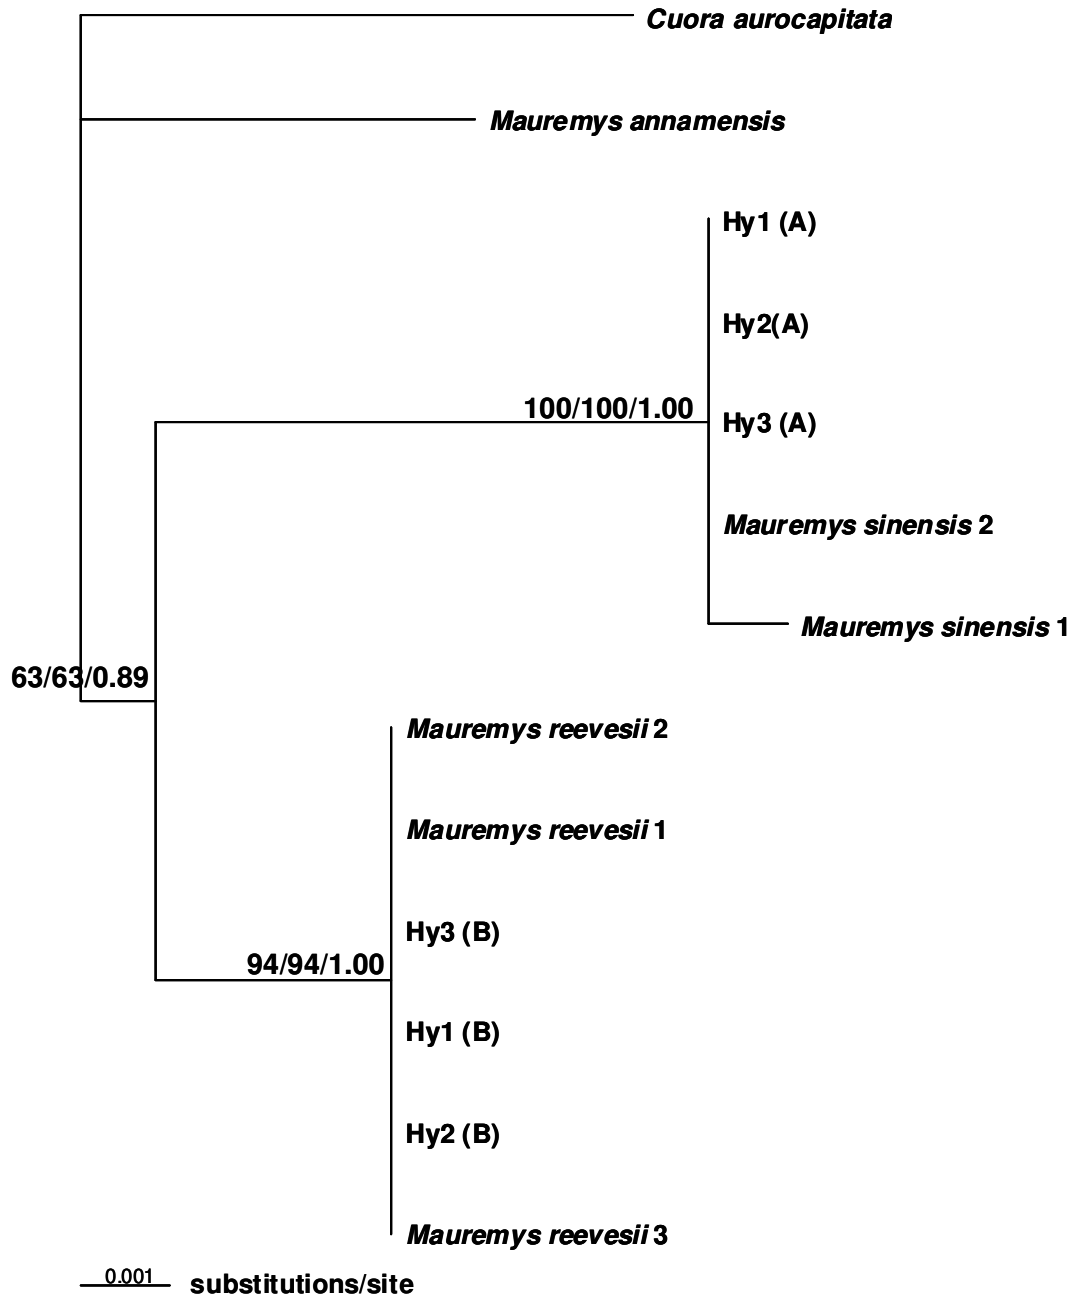 Cuora aurocapitata
Mauremys annamensis
Hy1 (A)
Hy2(A)
100/100/1.00
Hy3 (A)
Mauremys sinensis 2
Mauremys sinensis 1
63/63/0.89
Mauremys reevesii 2
Mauremys reevesii 1
Hy3 (B)
94/94/1.00
Hy1 (B)
Hy2 (B)
Mauremys reevesii 3
0.001 substitutions/site